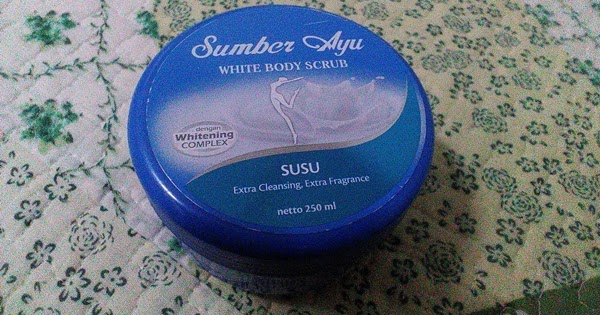 Sumber Ayu
WHITE BODY SCRUB
dengan
Whitening
COMPLEX
SUSU
Extra Cleansing, Extra Fragrance
netto 250 ml